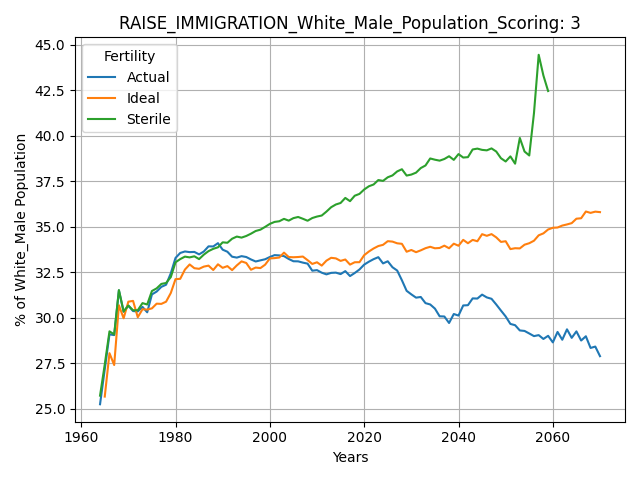 RAISE_IMMIGRATION_White_Male_Population_Scoring: 3
% of White_Male Population
45.0
42.5
40.0
37.5
35.0
32.5
30.0
27.5
25.0
Fertility
Actual
Ideal
Sterile
1960
1980
2000
2020
2040
2060
Years